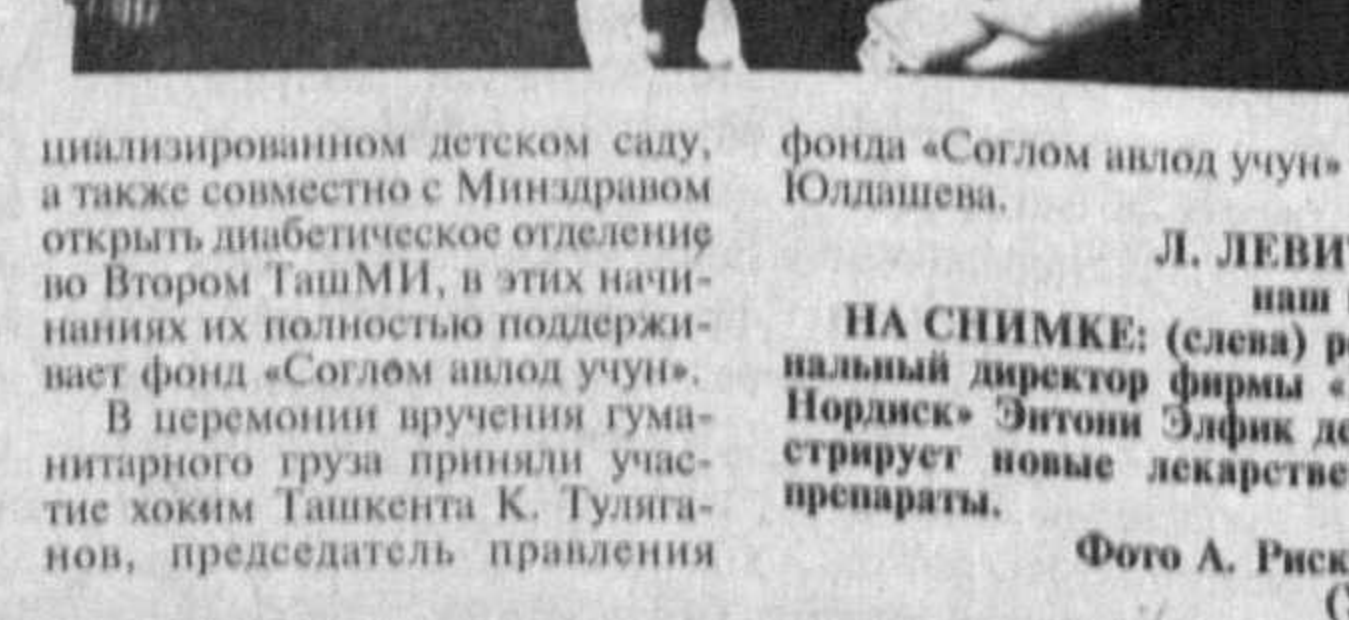 циализированном детском саду,
а также совместно с Минздравом
открыть диабетическое отделение
во Втором ТашМИ, в этих начи-
наниях их полностью поддержи-
вает фонд «Соглом авлод учун».
В церемонии вручения гума-
нитарного груза приняли учас-
тие хоким Ташкента К. Туляга-
нов, председатель правления
фонда «Соглом авлод учун»
Юлдашева.
Л. ЛЕВИ
наш
НА СНИМКЕ: (слева) р
нальный директор фирмы «
Нордиск» Энтони Элфик де
стрирует новые лекарстве
препараты.
Фото А. Риск